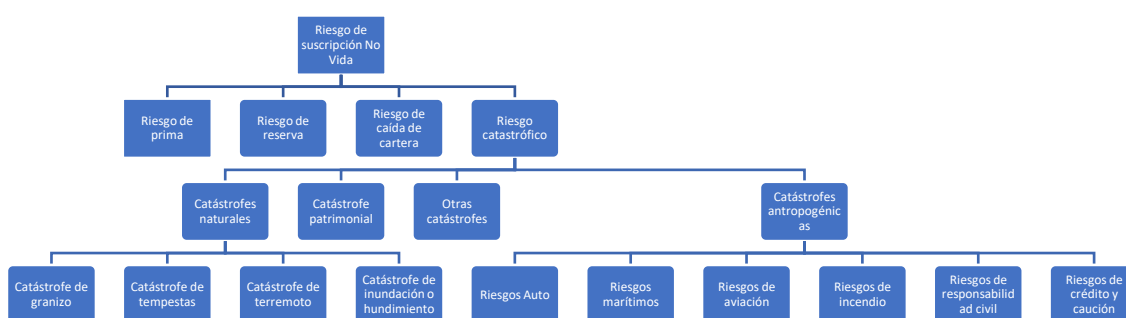 Riesgo de
suscripción No
Vida
Riesgo de
prima
Riesgo de
reserva
Riesgo de
caída de
cartera
Riesgo
catastrófico
Catástrofes
naturales
Catástrofe
patrimonial
Otras
catástrofes
Catástrofes
antropogénic
as
Catástrofe de
granizo
Catástrofe de
tempestas
Catástrofe de
terremoto
Catástrofe de
inundación o
hundimiento
Riesgos Auto
Riesgos
marítimos
Riesgos de
aviación
Riesgos de
incendio
Riesgos de
responsabilid
ad civil
Riesgos de
crédito y
caución